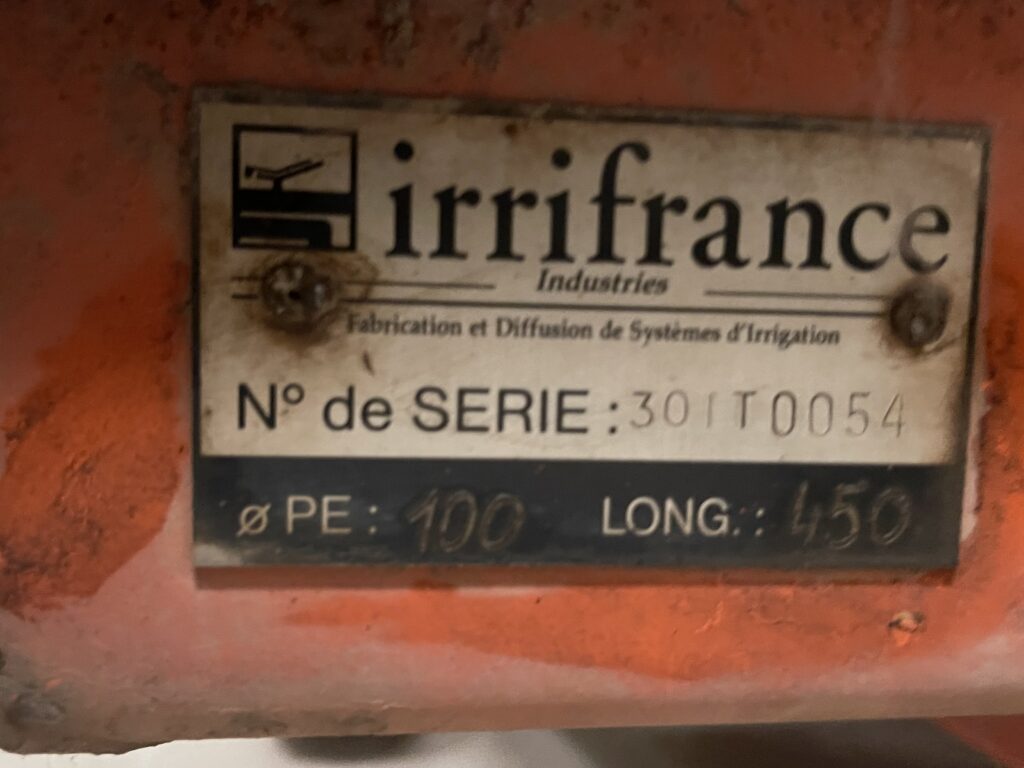 irrifrance
Industries
Fabrication et Diffusion de Systèmes d'Irrigation
N° de SERIE : 301T0054
ø PE : 100 LONG. : 450